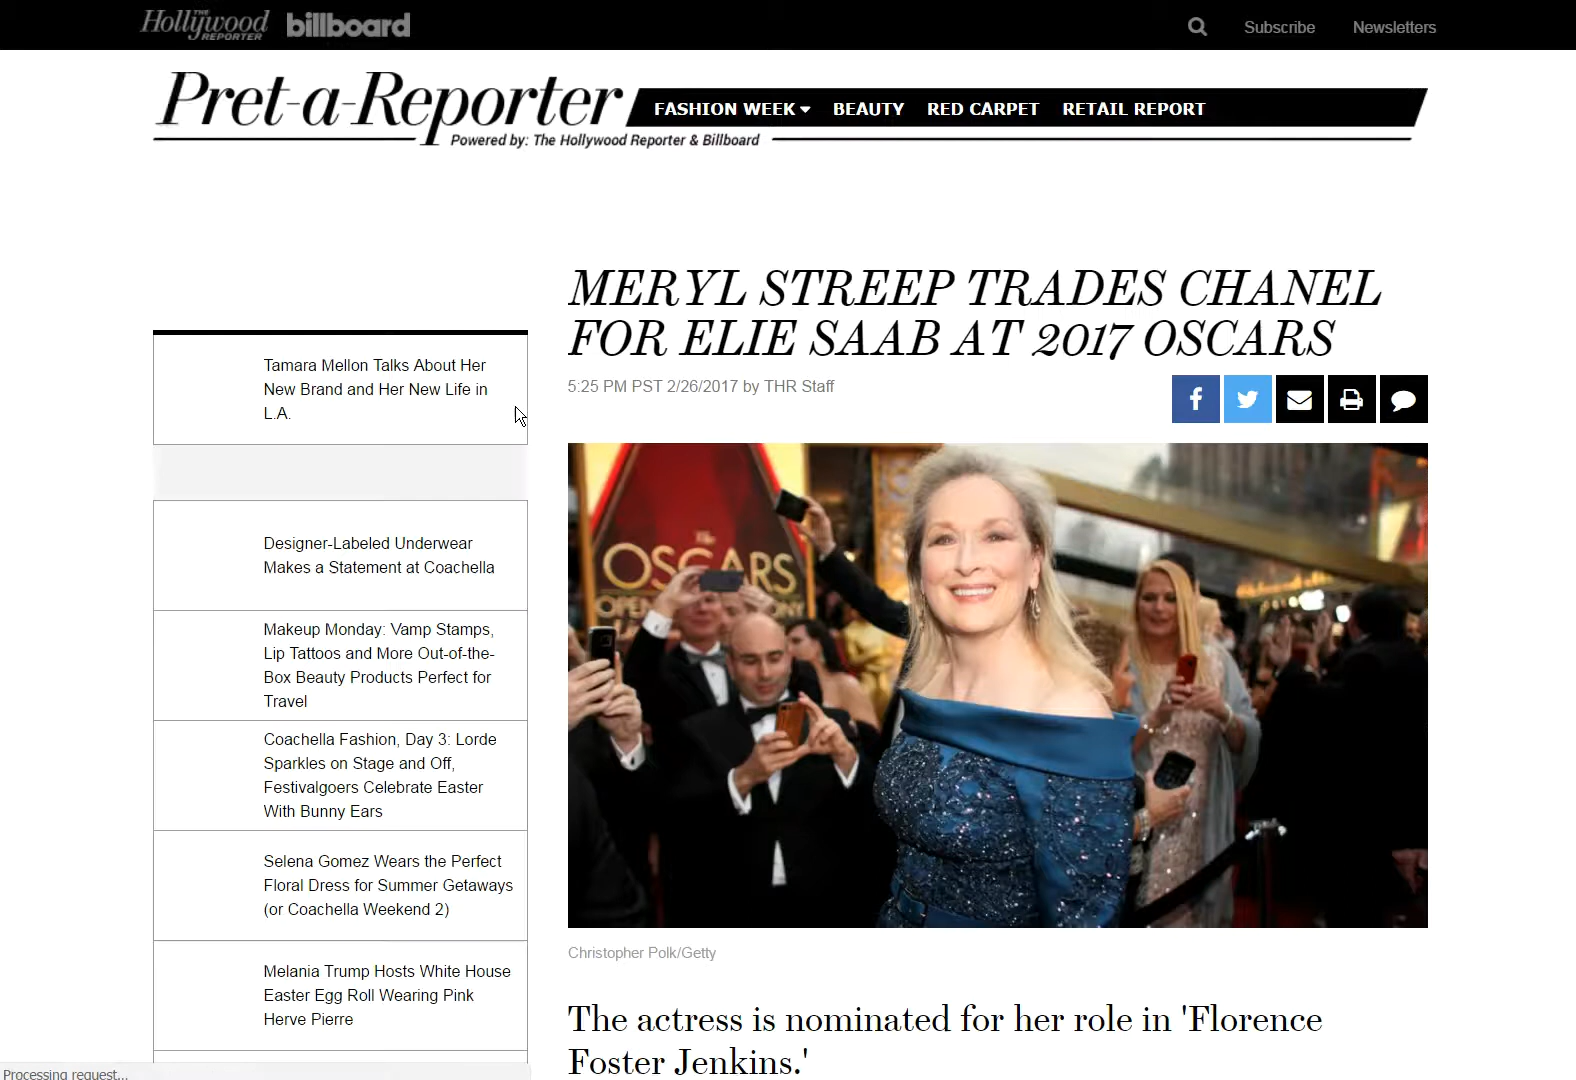 THE
Hollywood
REPORTER
billboard
Subscribe
Newsletters
Pret-a-Reporter
FASHION WEEK
BEAUTY
RED CARPET
RETAIL REPORT
Powered by: The Hollywood Reporter & Billboard
MERYL STREEP TRADES CHANEL
FOR ELIE SAAB AT 2017 OSCARS
5:25 PM PST 2/26/2017 by THR Staff
Tamara Mellon Talks About Her
New Brand and Her New Life in
L.A.
Designer-Labeled Underwear
Makes a Statement at Coachella
Makeup Monday: Vamp Stamps,
Lip Tattoos and More Out-of-the-
Box Beauty Products Perfect for
Travel
Coachella Fashion, Day 3: Lorde
Sparkles on Stage and Off,
Festivalgoers Celebrate Easter
With Bunny Ears
Selena Gomez Wears the Perfect
Floral Dress for Summer Getaways
(or Coachella Weekend 2)
Melania Trump Hosts White House
Easter Egg Roll Wearing Pink
Herve Pierre
The
OSCARS
Christopher Polk/Getty
The actress is nominated for her role in 'Florence
Foster Jenkins.'
Processing request...